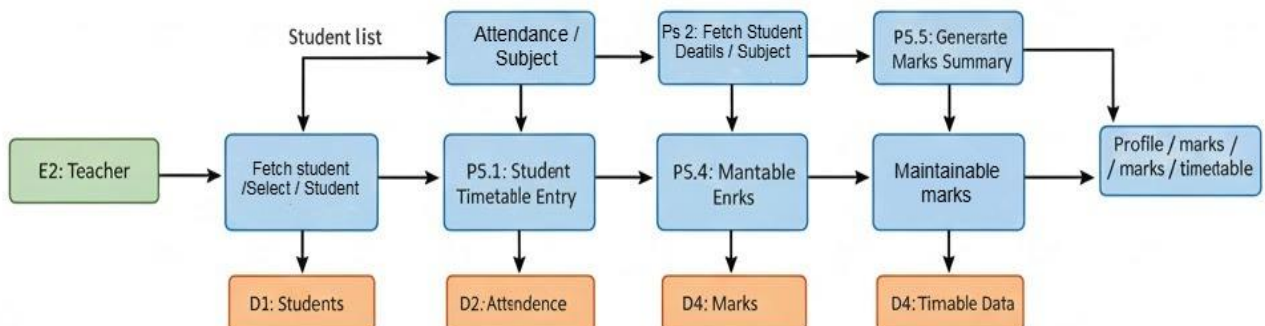 Student list
Attendance /
Subject
Ps 2: Fetch Student
Deatils / Subject
P5.5: Generarte
Marks Summary
E2: Teacher
Fetch student
/Select / Student
P5.1: Student
Timetable Entry
P5.4: Mantable
Enrks
Maintainable
marks
Profile / marks /
/ marks / timetable
D1: Students
D2: Attendence
D4: Marks
D4: Timable Data